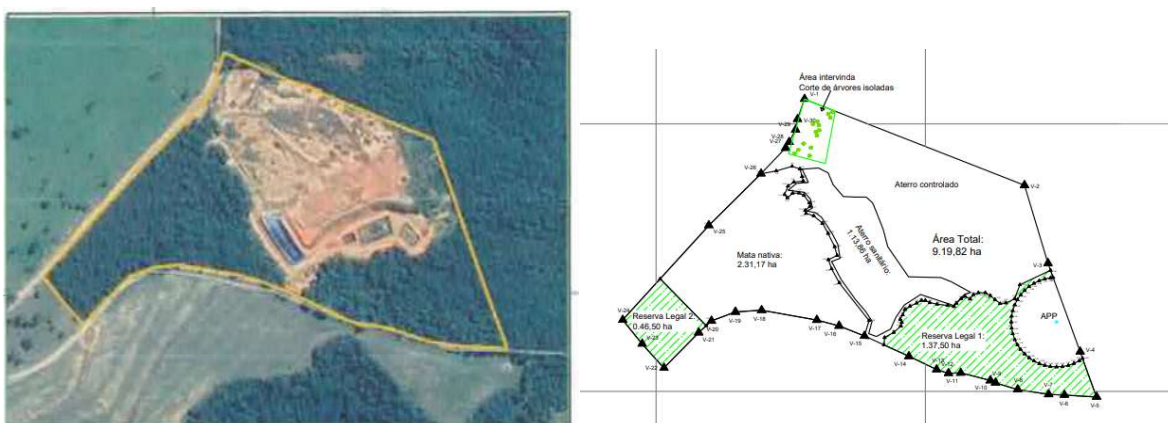 Área intervinda
Corte de árvores isoladas
V-1
V-30
V-29
V-28
V-27
V-26
V-2
Aterro controlado
V-25
Área Total:
9.19,82 ha
Aterro sanitário:
1.13,86 ha
Mata nativa:
2.31,17 ha
V-3
APP
V-24
Reserva Legal 2:
0.46,50 ha
V-20
V-19
V-18
V-17
V-16
V-21
V-15
Reserva Legal 1:
1.37,50 ha
V-23
V-22
V-14
V-13
V-12
V-11
V-10
V-9
V-8
V-7
V-6
V-5
V-4